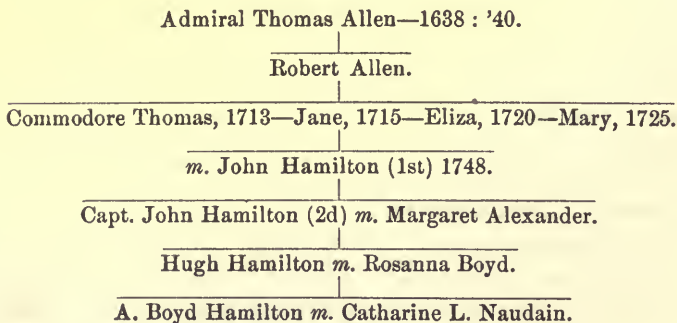 Admiral Thomas Allen—1638 : '40.
Robert Allen.
Commodore Thomas, 1713—Jane, 1715—Eliza, 1720—Mary, 1725.
m. John Hamilton (1st) 1748.
Capt. John Hamilton (2d) m. Margaret Alexander.
Hugh Hamilton m. Rosanna Boyd.
A. Boyd Hamilton m. Catharine L. Naudain.